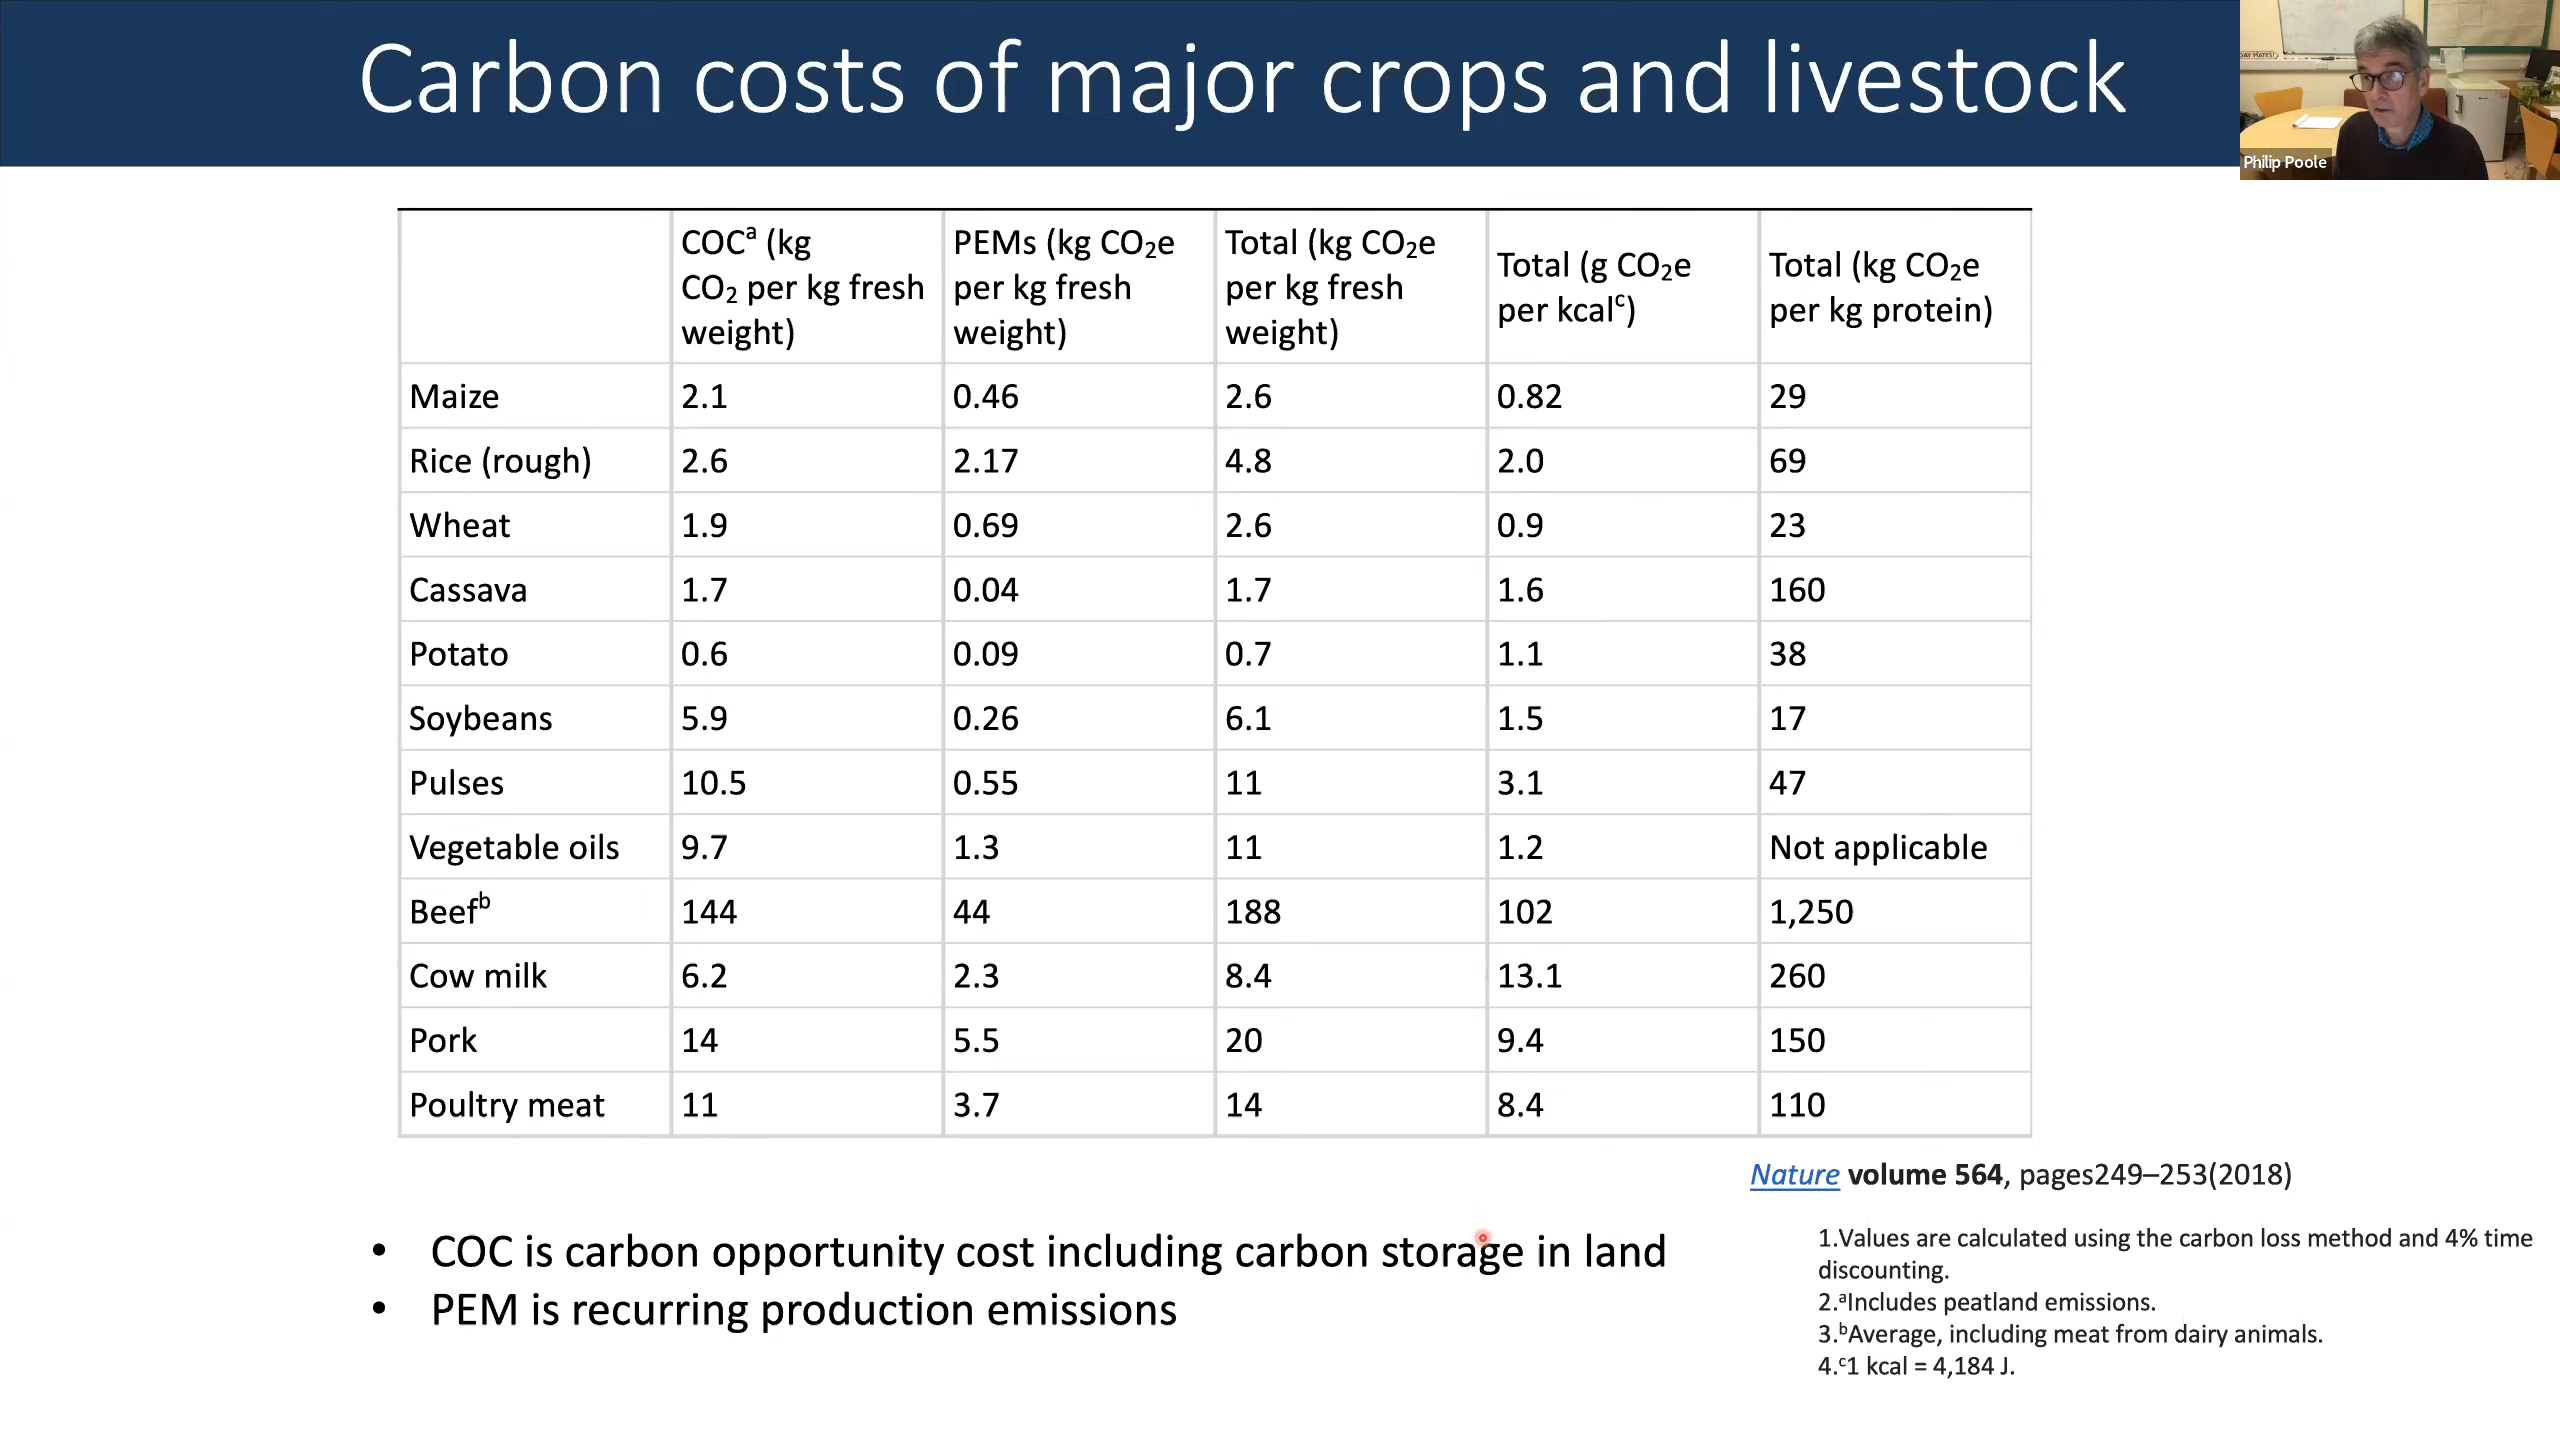 Carbon costs of major crops and livestock
Philip Poole
COCᵃ (kg
CO₂ per kg fresh
weight)
PEMs (kg CO₂e
per kg fresh
weight)
Total (kg CO₂e
per kg fresh
weight)
Total (g CO₂e
per kcalᶜ)
Total (kg CO₂e
per kg protein)
Maize 2.1 0.46 2.6 0.82 29
Rice (rough) 2.6 2.17 4.8 2.0 69
Wheat 1.9 0.69 2.6 0.9 23
Cassava 1.7 0.04 1.7 1.6 160
Potato 0.6 0.09 0.7 1.1 38
Soybeans 5.9 0.26 6.1 1.5 17
Pulses 10.5 0.55 11 3.1 47
Vegetable oils 9.7 1.3 11 1.2 Not applicable
Beefᵇ 144 44 188 102 1,250
Cow milk 6.2 2.3 8.4 13.1 260
Pork 14 5.5 20 9.4 150
Poultry meat 11 3.7 14 8.4 110
Nature volume 564, pages249–253(2018)
• COC is carbon opportunity cost including carbon storage in land
• PEM is recurring production emissions
1.Values are calculated using the carbon loss method and 4% time
discounting.
2.ᵃIncludes peatland emissions.
3.ᵇAverage, including meat from dairy animals.
4.ᶜ1 kcal = 4,184 J.